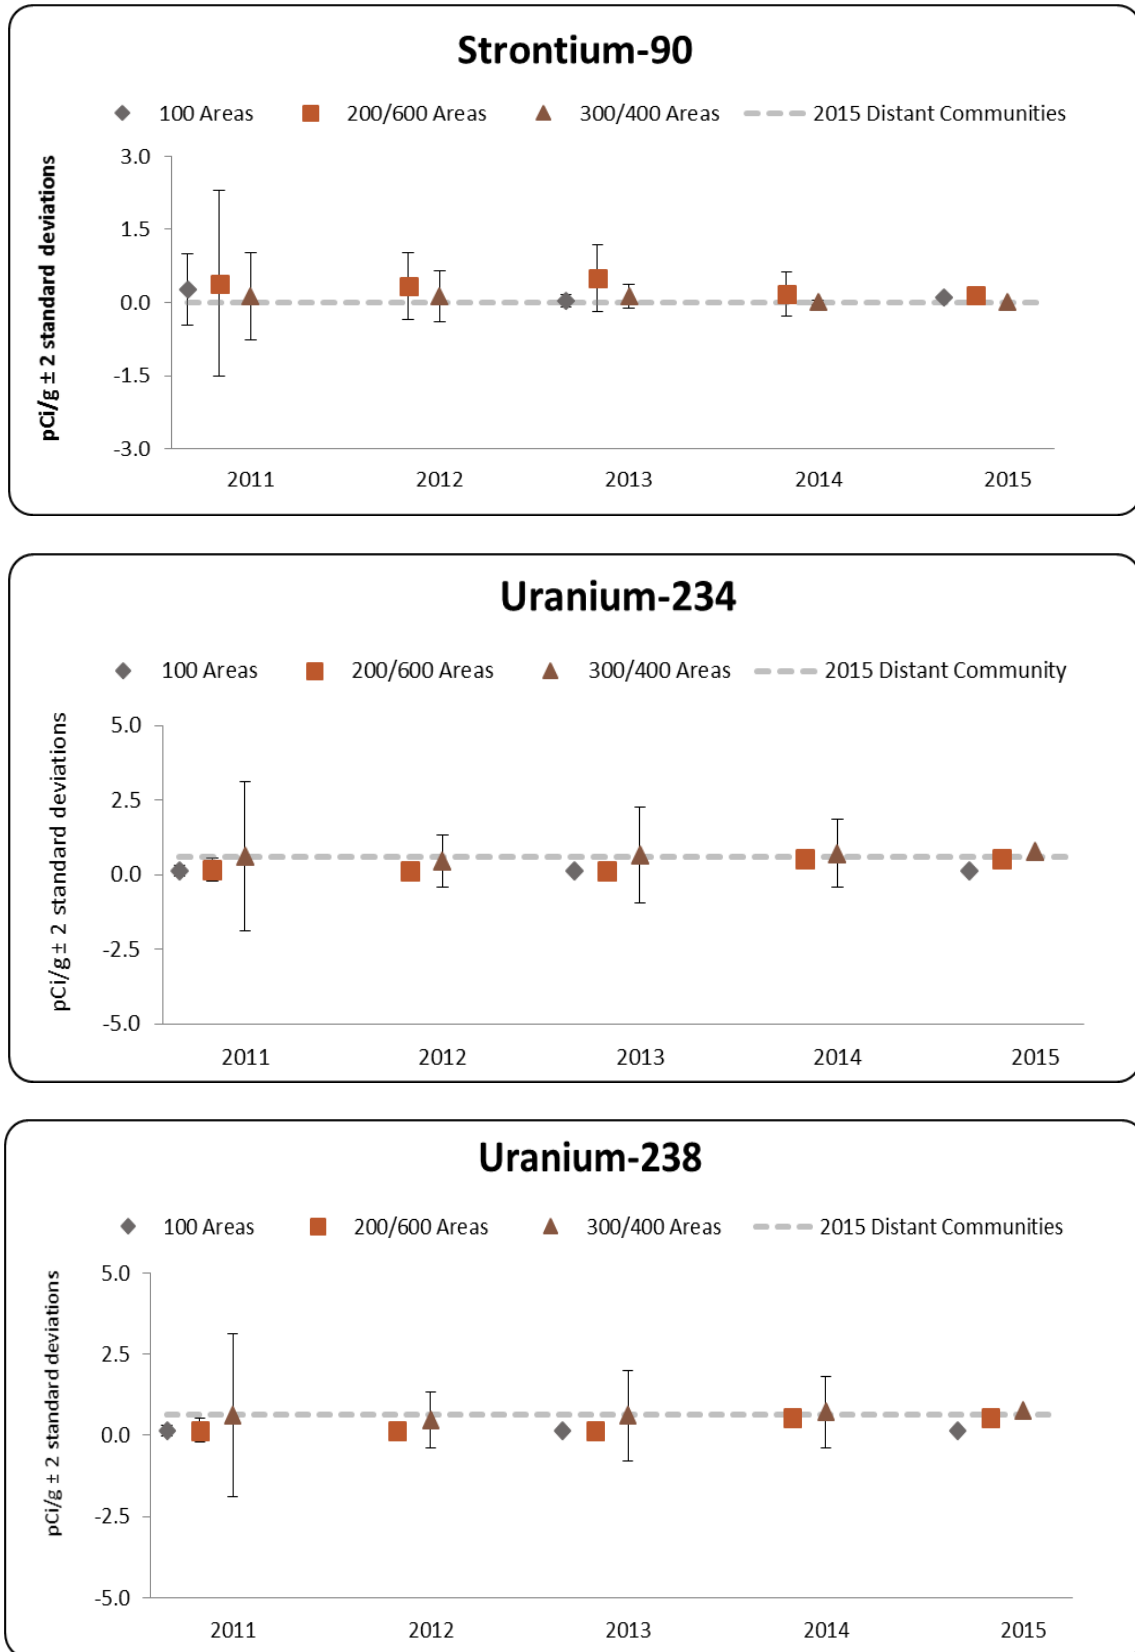 Strontium-90
100 Areas 200/600 Areas 300/400 Areas 2015 Distant Communities
pCi/g ± 2 standard deviations
3.0
1.5
0.0
-1.5
-3.0
2011 2012 2013 2014 2015
Uranium-234
100 Areas 200/600 Areas 300/400 Areas 2015 Distant Community
pCi/g ± 2 standard deviations
5.0
2.5
0.0
-2.5
-5.0
2011 2012 2013 2014 2015
Uranium-238
100 Areas 200/600 Areas 300/400 Areas 2015 Distant Communities
pCi/g ± 2 standard deviations
5.0
2.5
0.0
-2.5
-5.0
2011 2012 2013 2014 2015